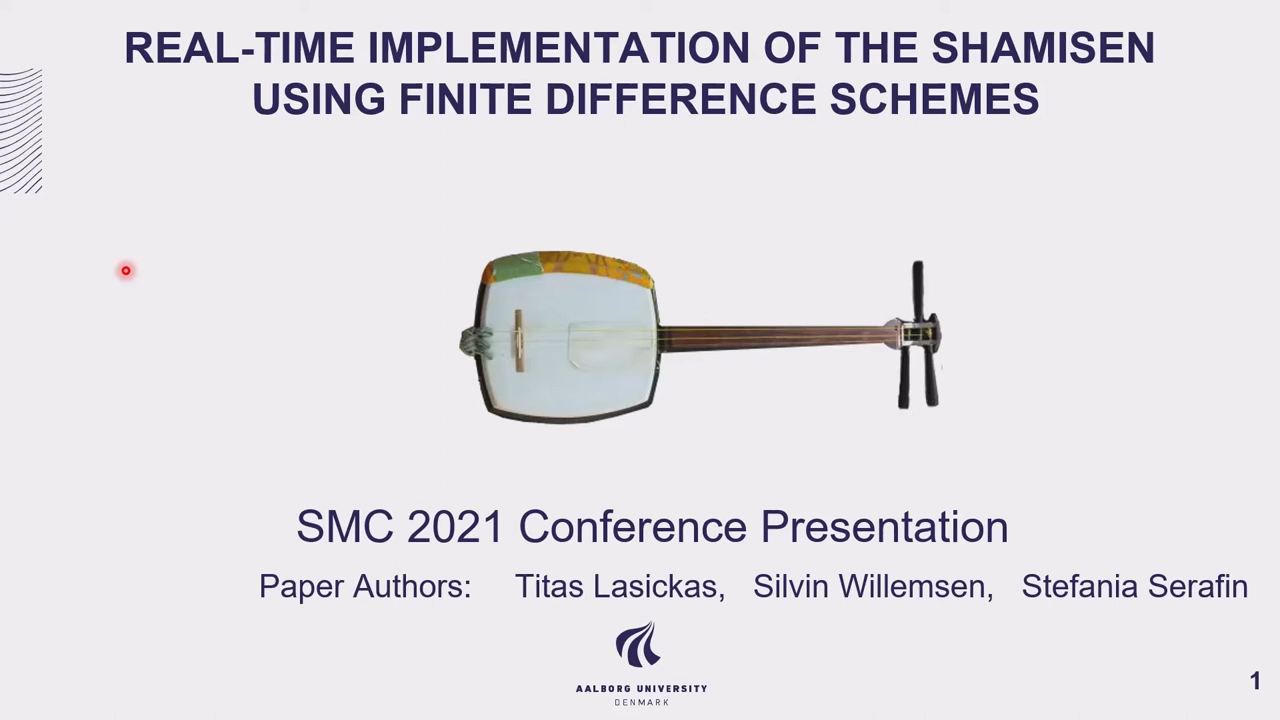 REAL-TIME IMPLEMENTATION OF THE SHAMISEN
USING FINITE DIFFERENCE SCHEMES
SMC 2021 Conference Presentation
Paper Authors: Titas Lasickas, Silvin Willemsen, Stefania Serafin
AALBORG UNIVERSITY
DENMARK
1